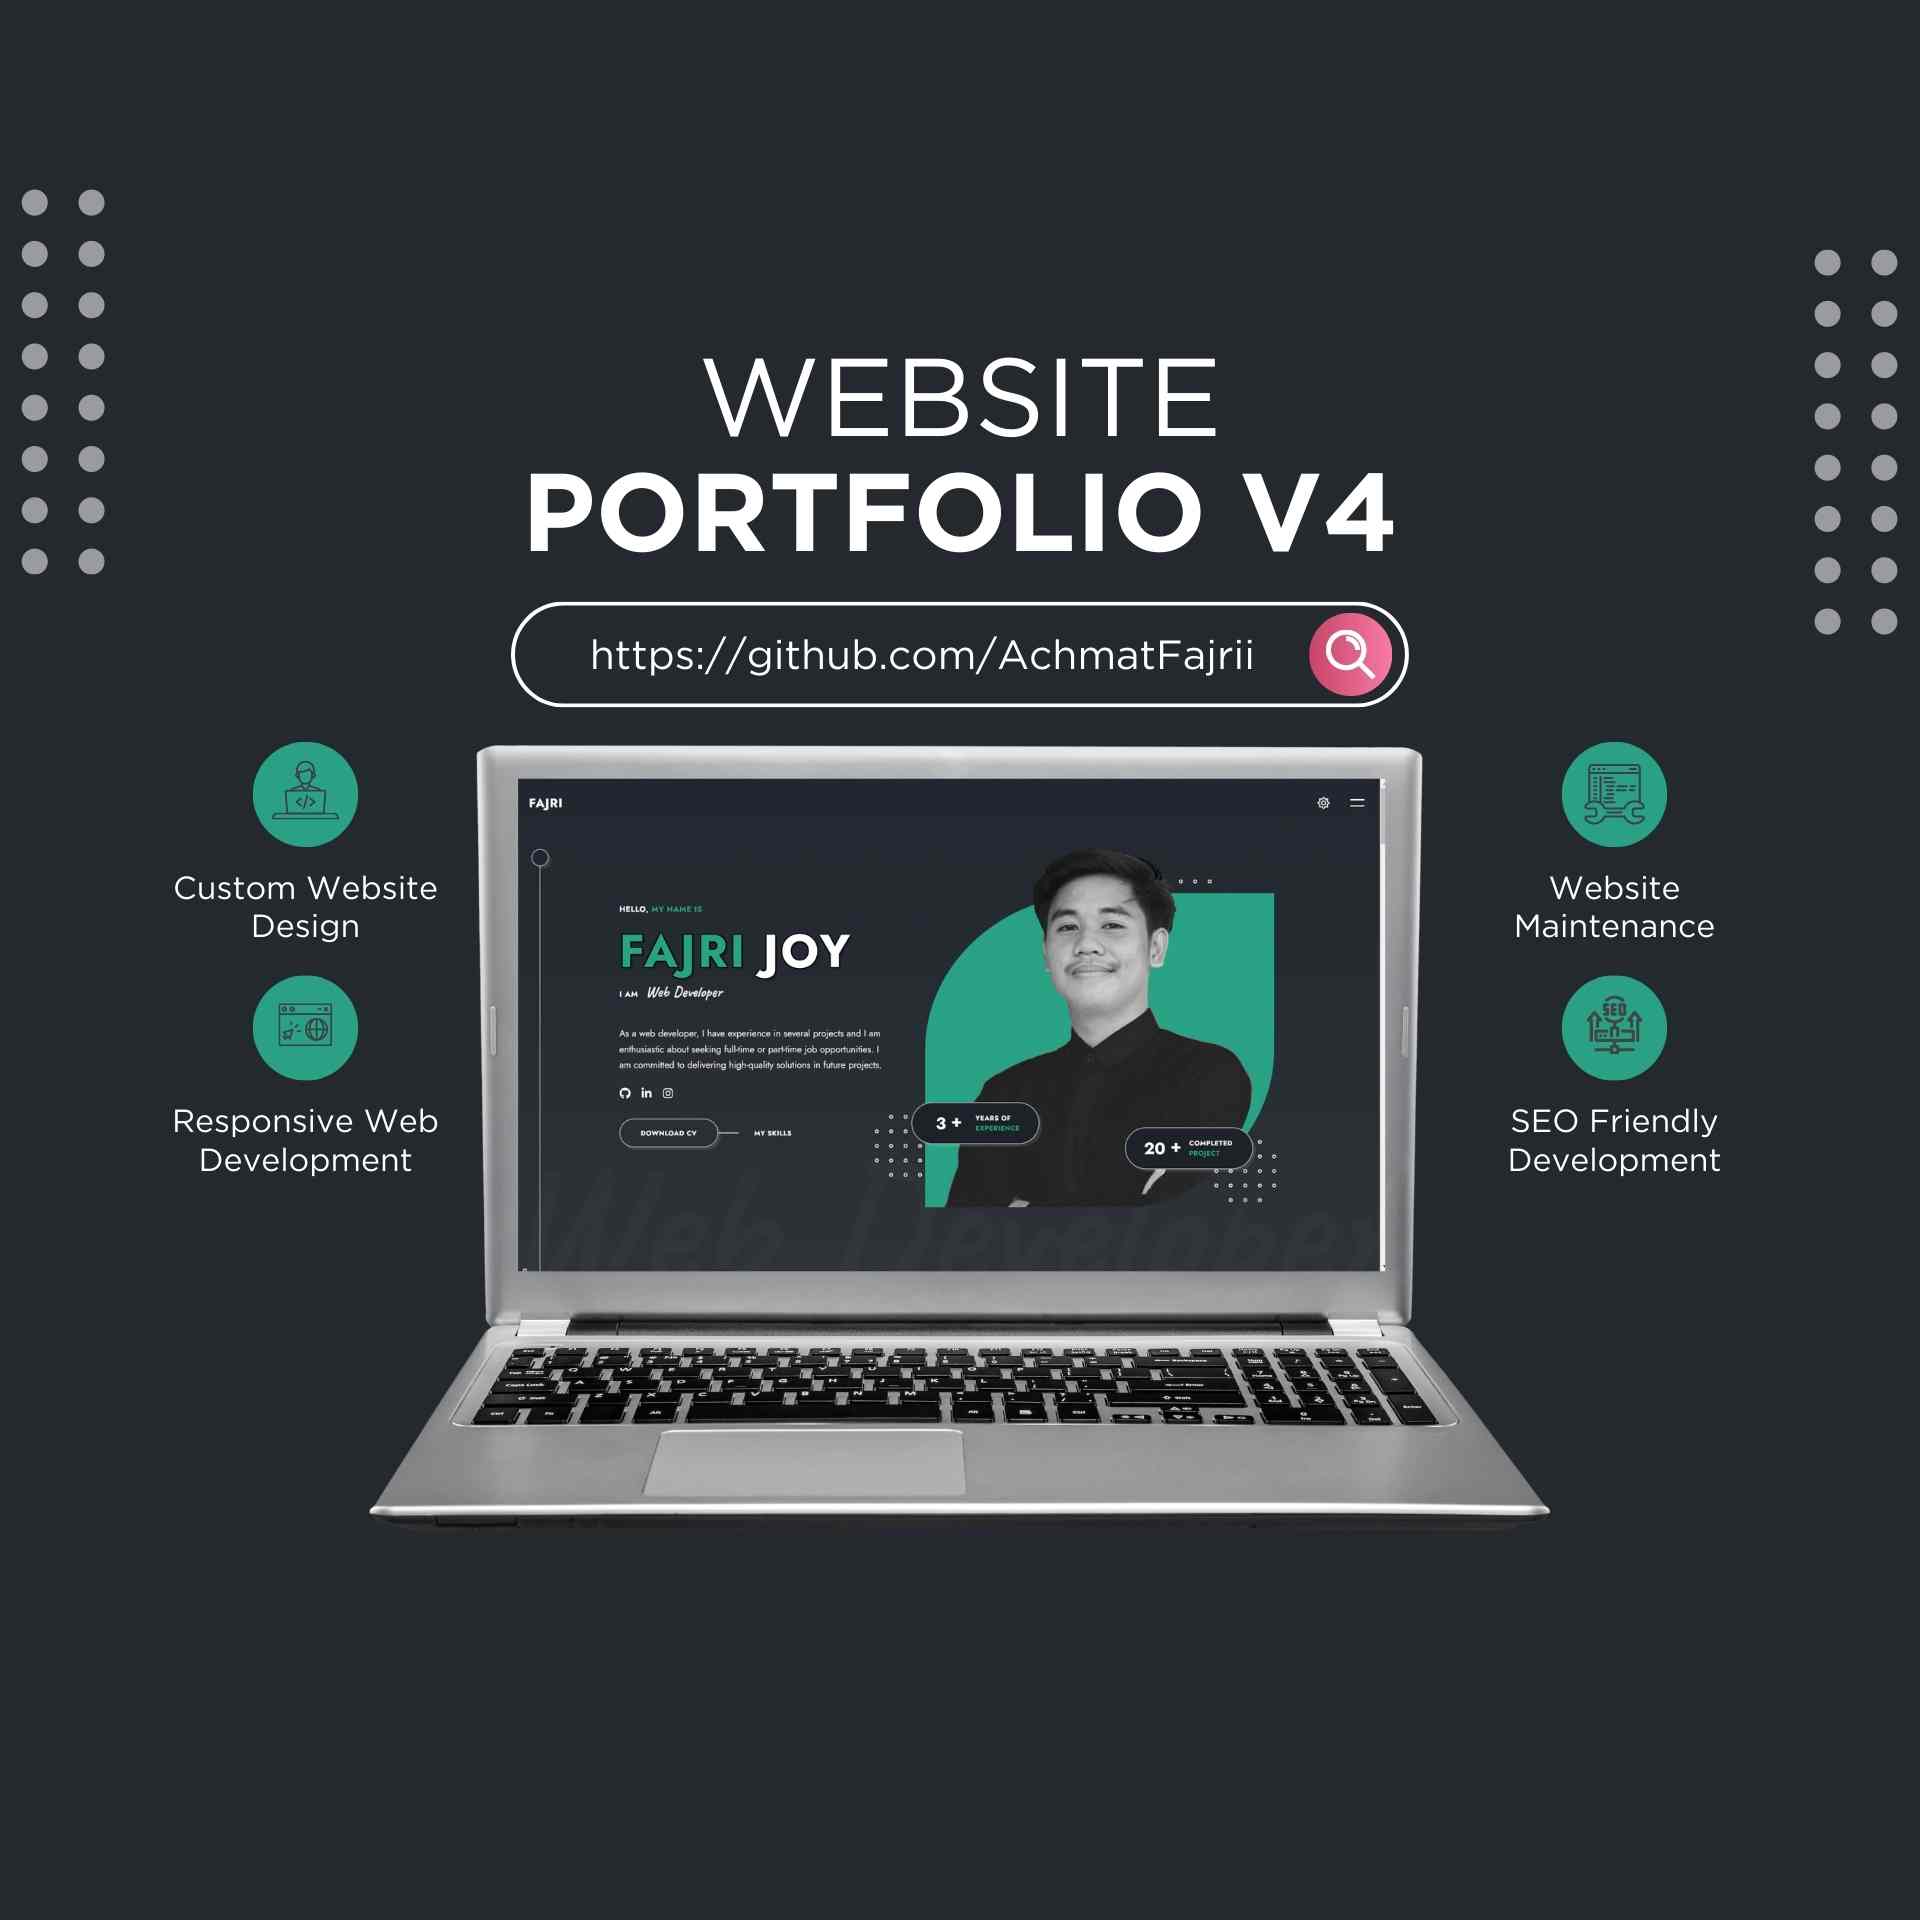 WEBSITE
PORTFOLIO V4
https://github.com/AchmatFajrii
Custom Website
Design
Responsive Web
Development
Website
Maintenance
SEO
SEO Friendly
Development
FAJRI
HELLO, MY NAME IS
FAJRI JOY
I AM Web Developer
As a web developer, I have experience in several projects and I am
enthusiastic about seeking full-time or part-time job opportunities. I
am committed to delivering high-quality solutions in future projects.
DOWNLOAD CV
MY SKILLS
3 + YEARS OF
EXPERIENCE
20 + COMPLETED
PROJECT
Web Developer